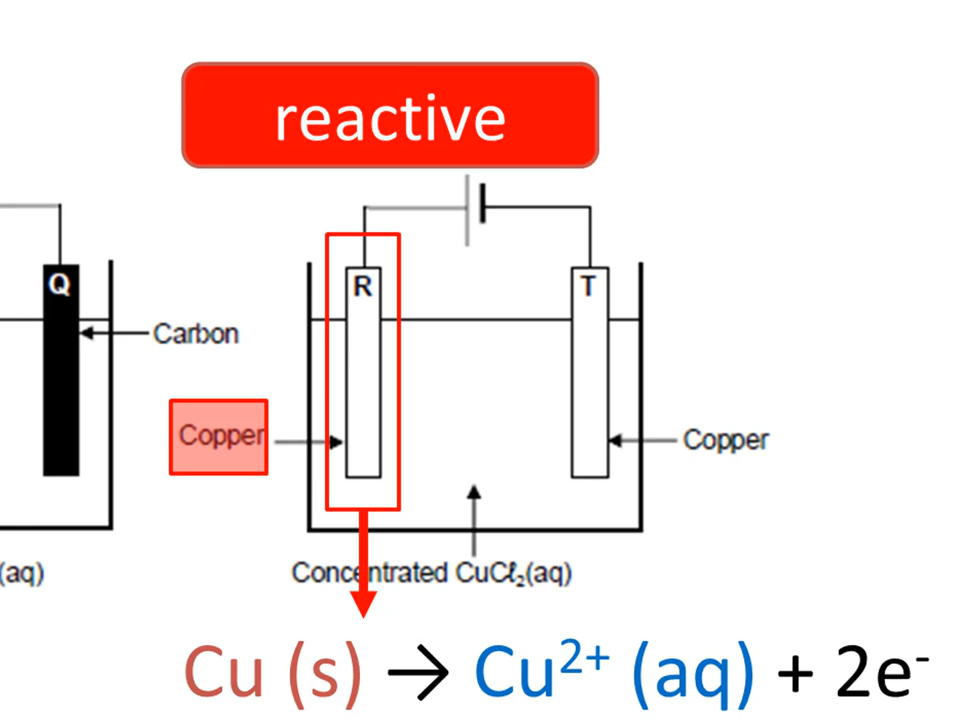 reactive
Q
R
T
Carbon
Copper
Copper
(aq)
Concentrated CuCℓ₂(aq)
Cu (s) → Cu²⁺ (aq) + 2e⁻